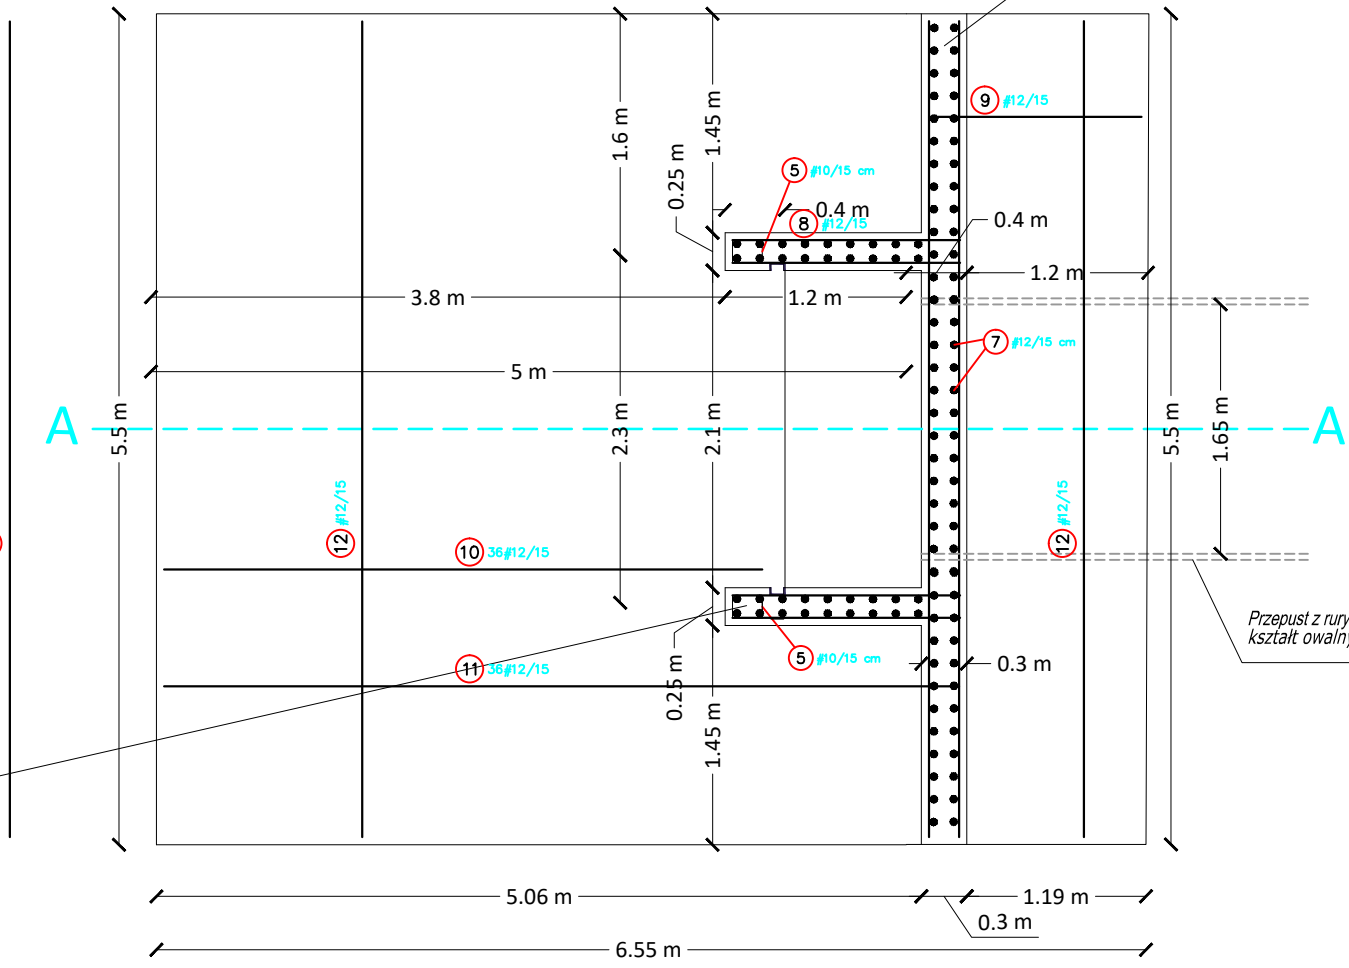 1.6 m
1.45 m
0.25 m
5 #10/15 cm
0.4 m
8 #12/15
9 #12/15
0.4 m
1.2 m
3.8 m
1.2 m
7 #12/15 cm
5 m
A
A
5.5 m
2.3 m
2.1 m
5.5 m
1.65 m
12 #12/15
12 #12/15
10 36#12/15
11 36#12/15
5 #10/15 cm
0.25 m
0.3 m
1.45 m
Przepust z rury
kształt owalny
5.06 m
1.19 m
0.3 m
6.55 m